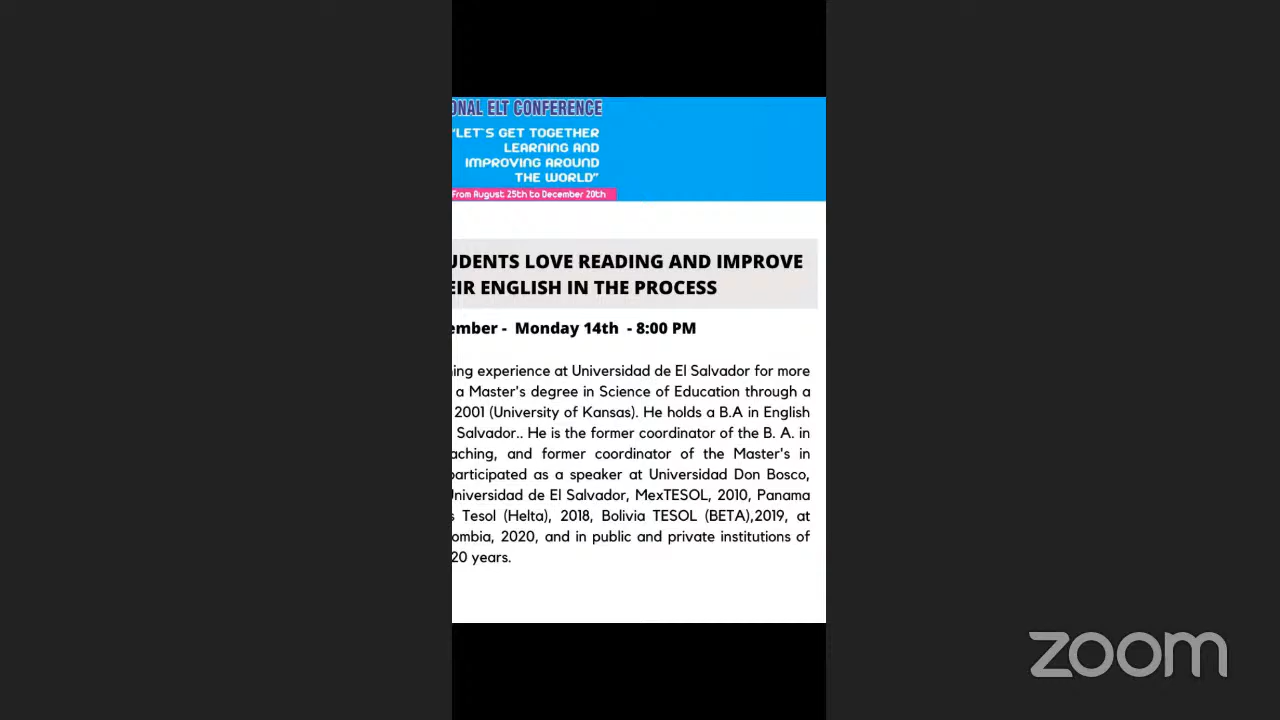 ONAL ELT CONFERENCE
"LET´S GET TOGETHER
LEARNING AND
IMPROVING AROUND
THE WORLD"
From August 25th to December 20th
UDENTS LOVE READING AND IMPROVE
EIR ENGLISH IN THE PROCESS
ember - Monday 14th - 8:00 PM
ning experience at Universidad de El Salvador for more
a Master's degree in Science of Education through a
2001 (University of Kansas). He holds a B.A in English
Salvador.. He is the former coordinator of the B. A. in
aching, and former coordinator of the Master's in
participated as a speaker at Universidad Don Bosco,
Universidad de El Salvador, MexTESOL, 2010, Panama
s Tesol (Helta), 2018, Bolivia TESOL (BETA),2019, at
ombia, 2020, and in public and private institutions of
20 years.
zoom